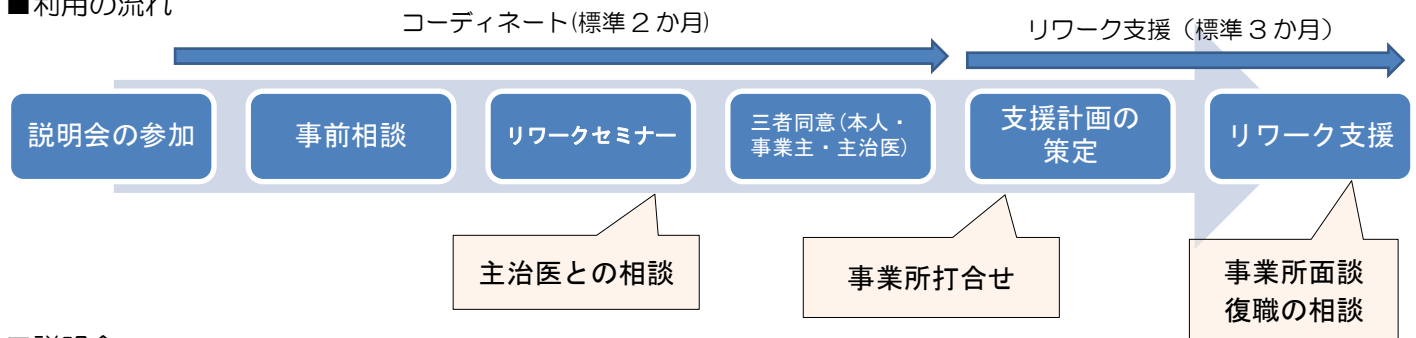 ■利用の流れ
コーディネート(標準２か月)
リワーク支援（標準３か月）
説明会の参加
事前相談
リワークセミナー
三者同意(本人・
事業主・主治医)
支援計画の
策定
リワーク支援
主治医との相談
事業所打合せ
事業所面談
復職の相談
■説明会